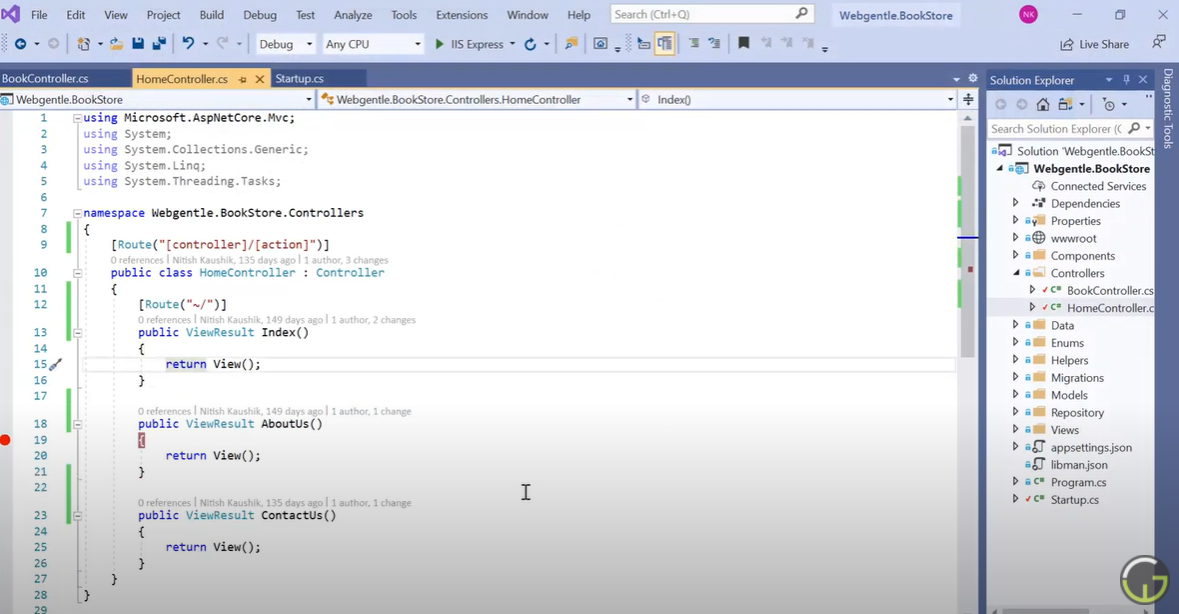 File Edit View Project Build Debug Test Analyze Tools Extensions Window Help Search (Ctrl+Q) Webgentle.BookStore NK
Debug Any CPU IIS Express Live Share
BookController.cs HomeController.cs Startup.cs
Webgentle.BookStore Webgentle.BookStore.Controllers.HomeController Index()
1 using Microsoft.AspNetCore.Mvc;
2 using System;
3 using System.Collections.Generic;
4 using System.Linq;
5 using System.Threading.Tasks;
6
7 namespace Webgentle.BookStore.Controllers
8 {
9 [Route("[controller]/[action]")]
0 references | Nitish Kaushik, 135 days ago | 1 author, 3 changes
10 public class HomeController : Controller
11 {
12 [Route("~/")]
0 references | Nitish Kaushik, 149 days ago | 1 author, 2 changes
13 public ViewResult Index()
14 {
15 return View();
16 }
17
0 references | Nitish Kaushik, 149 days ago | 1 author, 1 change
18 public ViewResult AboutUs()
19 {
20 return View();
21 }
22
0 references | Nitish Kaushik, 135 days ago | 1 author, 1 change
23 public ViewResult ContactUs()
24 {
25 return View();
26 }
27 }
28 }
29
Solution Explorer
Search Solution Explorer (C
Solution 'Webgentle.BookSt
Webgentle.BookStore
Connected Services
Dependencies
Properties
wwwroot
Components
Controllers
C# BookController.cs
C# HomeController.c
Data
Enums
Helpers
Migrations
Models
Repository
Views
appsettings.json
libman.json
C# Program.cs
C# Startup.cs
Diagnostic Tools